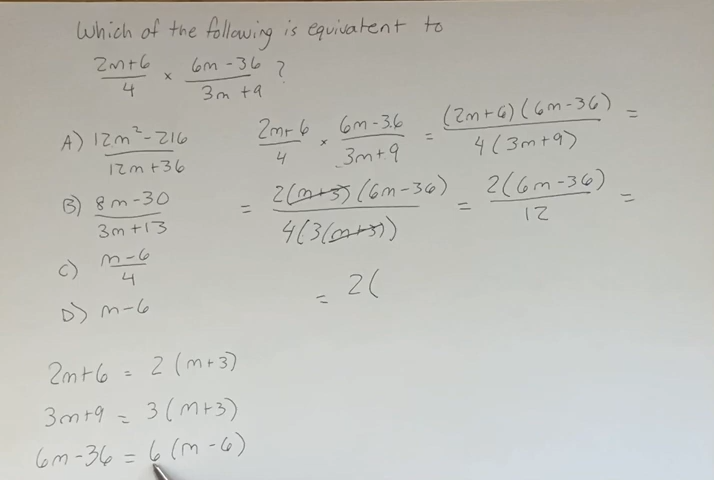 Which of the following is equivalent to
2m+6/4 × 6m-36/3m+9 ?
A) 12m²-216/12m+36
B) 8m-30/3m+13
C) m-6/4
D) m-6
2m+6/4 × 6m-36/3m+9 = (2m+6)(6m-36)/4(3m+9) =
= 2(m+3)(6m-36)/4(3(m+3)) = 2(6m-36)/12 =
= 2(
2m+6 = 2(m+3)
3m+9 = 3(m+3)
6m-36 = 6(m-6)